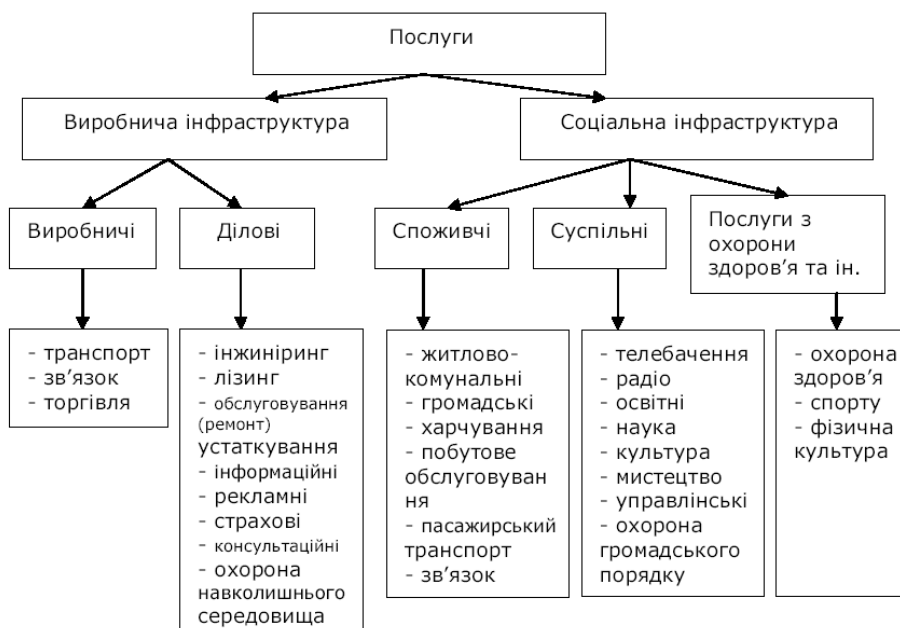 Послуги
Виробнича інфраструктура
Соціальна інфраструктура
Виробничі
Ділові
Споживчі
Суспільні
Послуги з
охорони
здоров’я та ін.
- транспорт
- зв’язок
- торгівля
- інжиніринг
- лізинг
- обслуговування
(ремонт)
устаткування
- інформаційні
- рекламні
- страхові
- консультаційні
- охорона
навколишнього
середовища
- житлово-
комунальні
- громадські
- харчування
- побутове
обслуговуван
ня
- пасажирський
транспорт
- зв’язок
- телебачення
- радіо
- освітні
- наука
- культура
- мистецтво
- управлінські
- охорона
громадського
порядку
- охорона
здоров’я
- спорту
- фізична
культура